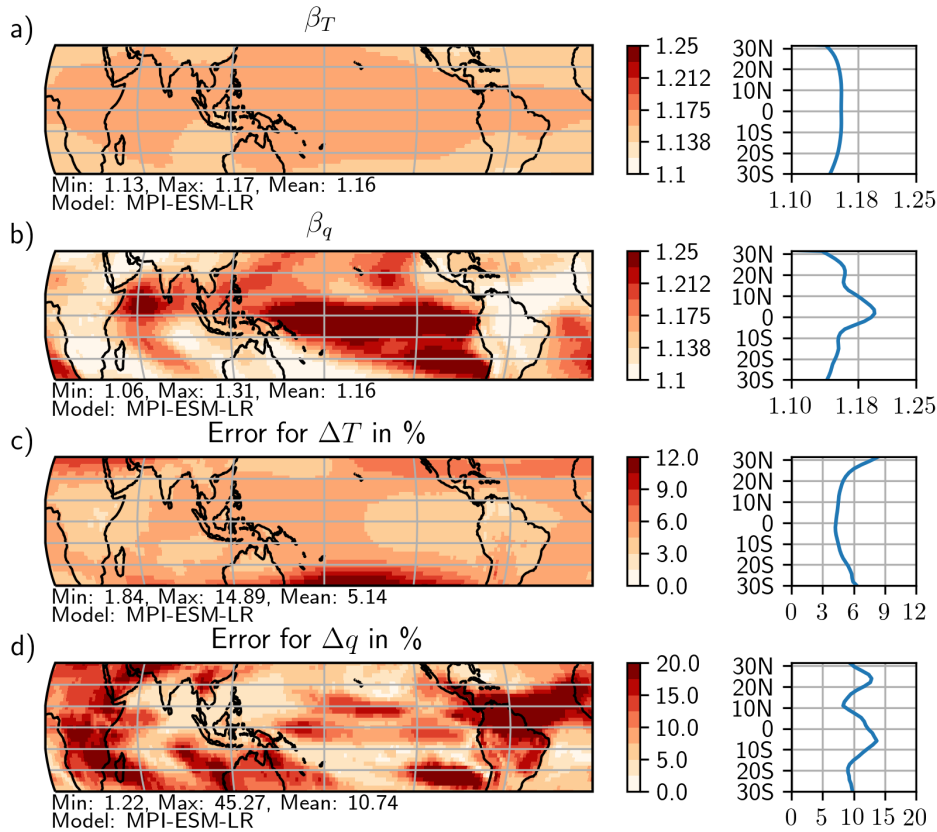 a)
β_T
1.25
1.212
1.175
1.138
1.1
30N
20N
10N
0
10S
20S
30S
1.10 1.18 1.25
Min: 1.13, Max: 1.17, Mean: 1.16
Model: MPI-ESM-LR
b)
β_q
1.25
1.212
1.175
1.138
1.1
30N
20N
10N
0
10S
20S
30S
1.10 1.18 1.25
Min: 1.06, Max: 1.31, Mean: 1.16
Model: MPI-ESM-LR
c)
Error for ΔT in %
12.0
9.0
6.0
3.0
0.0
30N
20N
10N
0
10S
20S
30S
0 3 6 9 12
Min: 1.84, Max: 14.89, Mean: 5.14
Model: MPI-ESM-LR
d)
Error for Δq in %
20.0
15.0
10.0
5.0
0.0
30N
20N
10N
0
10S
20S
30S
0 5 10 15 20
Min: 1.22, Max: 45.27, Mean: 10.74
Model: MPI-ESM-LR